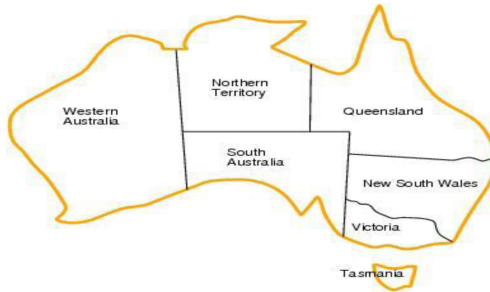 Northern
Territory
Western
Australia
Queensland
South
Australia
New South Wales
Victoria
Tasmania